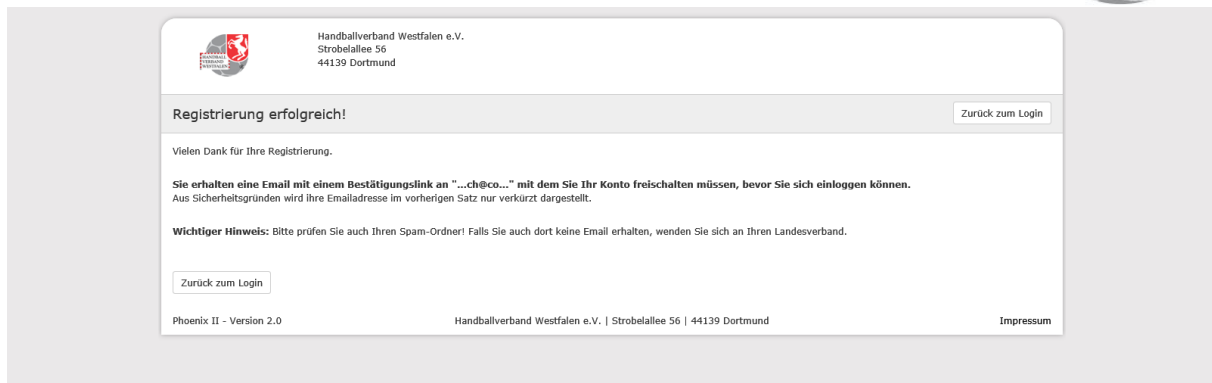 HANDBALL
VERBAND
WESTFALEN
Handballverband Westfalen e.V.
Strobelallee 56
44139 Dortmund
Registrierung erfolgreich!
Zurück zum Login
Vielen Dank für Ihre Registrierung.
Sie erhalten eine Email mit einem Bestätigungslink an "...ch@co..." mit dem Sie Ihr Konto freischalten müssen, bevor Sie sich einloggen können.
Aus Sicherheitsgründen wird ihre Emailadresse im vorherigen Satz nur verkürzt dargestellt.
Wichtiger Hinweis: Bitte prüfen Sie auch Ihren Spam-Ordner! Falls Sie auch dort keine Email erhalten, wenden Sie sich an Ihren Landesverband.
Zurück zum Login
Phoenix II - Version 2.0
Handballverband Westfalen e.V. | Strobelallee 56 | 44139 Dortmund
Impressum